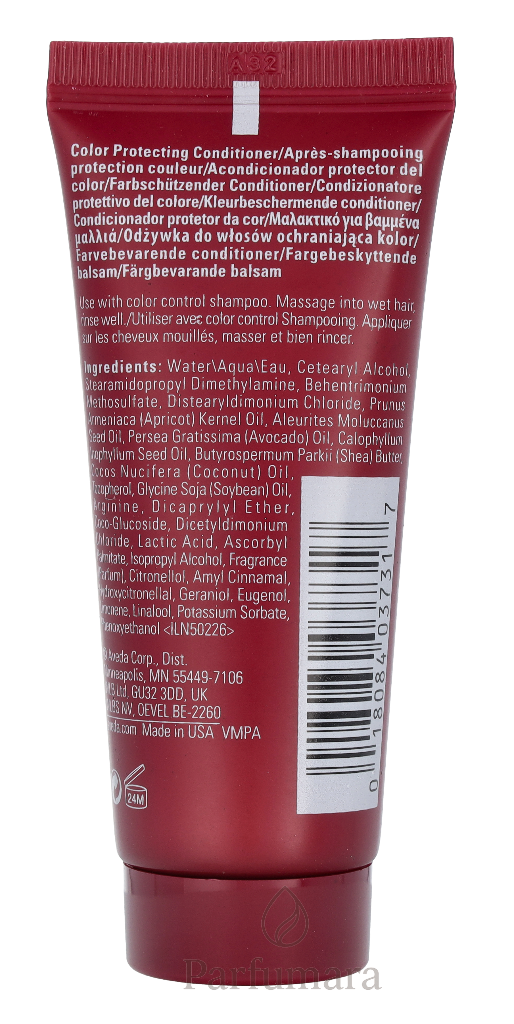 A32
Color Protecting Conditioner/Après-shampooing
protection couleur/Acondicionador protector del
color/Farbschützender Conditioner/Condizionatore
protettivo del colore/Kleurbeschermende conditioner/
Condicionador protetor da cor/Μαλακτικό για βαμμένα
μαλλιά/Odżywka do włosów ochraniająca kolor/
Farvebevarende conditioner/Fargebeskyttende
balsam/Färgbevarande balsam
Use with color control shampoo. Massage into wet hair,
rinse well./Utiliser avec color control Shampooing. Appliquer
sur les cheveux mouillés, masser et bien rincer.
Ingredients: Water\Aqua\Eau, Cetearyl Alcohol,
Stearamidopropyl Dimethylamine, Behentrimonium
Methosulfate, Distearyldimonium Chloride, Prunus
Armeniaca (Apricot) Kernel Oil, Aleurites Moluccanus
Seed Oil, Persea Gratissima (Avocado) Oil, Calophyllum
Inophyllum Seed Oil, Butyrospermum Parkii (Shea) Butter,
Cocos Nucifera (Coconut) Oil,
Tocopherol, Glycine Soja (Soybean) Oil,
Arginine, Dicaprylyl Ether,
Coco-Glucoside, Dicetyldimonium
Chloride, Lactic Acid, Ascorbyl
Palmitate, Isopropyl Alcohol, Fragrance
(Parfum), Citronellol, Amyl Cinnamal,
Hydroxycitronellal, Geraniol, Eugenol,
Limonene, Linalool, Potassium Sorbate,
Phenoxyethanol <ILN50226>
Aveda Corp., Dist.
Minneapolis, MN 55449-7106
Ltd, GU32 3DD, UK
NV, OEVEL BE-2260
Made in USA VMPA
24M
0 18084 03731 7
Parfumara